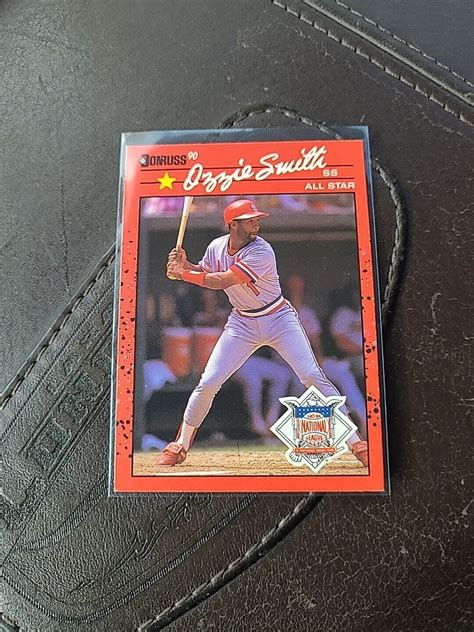 DONRUSS 90
Ozzie Smith
SS
ALL STAR
NATIONAL
LEAGUE